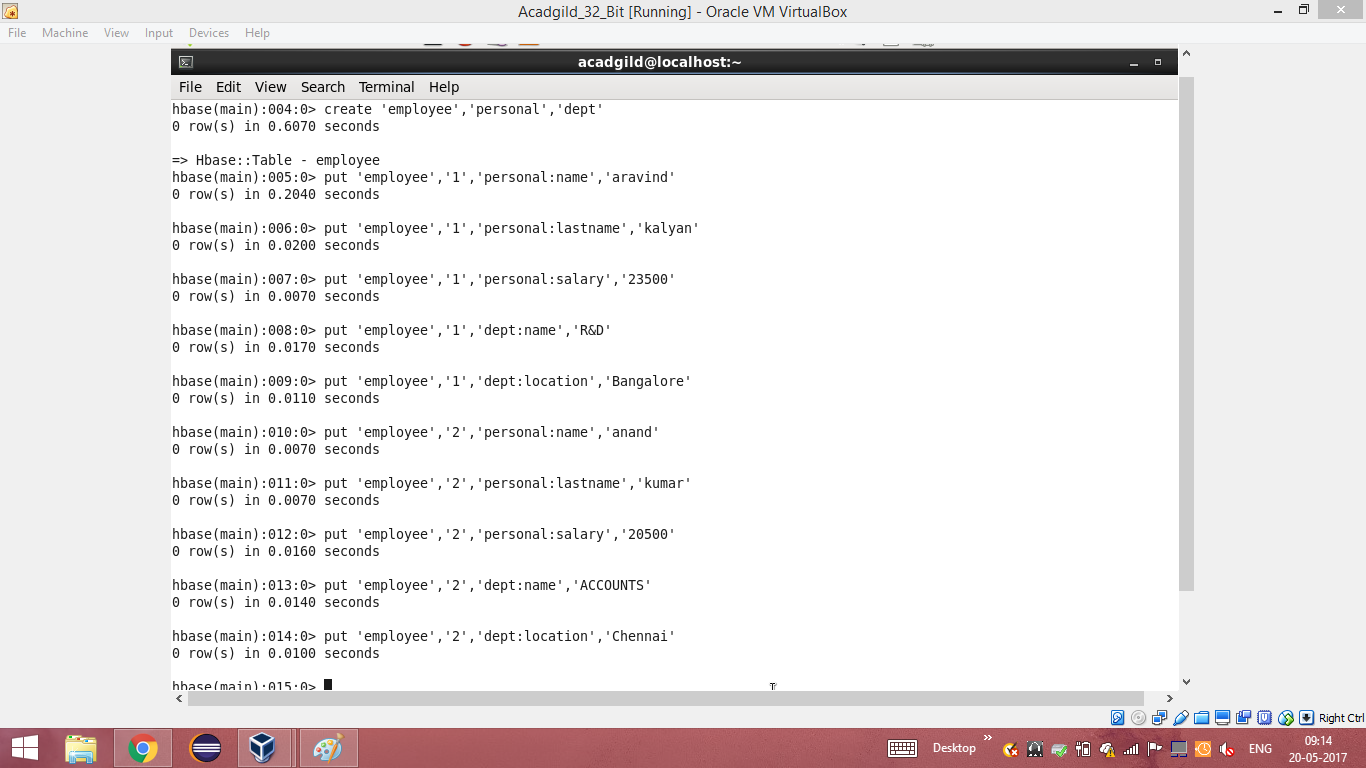 Acadgild_32_Bit [Running] - Oracle VM VirtualBox
File Machine View Input Devices Help
acadgild@localhost:~
File Edit View Search Terminal Help
hbase(main):004:0> create 'employee','personal','dept'
0 row(s) in 0.6070 seconds
=> Hbase::Table - employee
hbase(main):005:0> put 'employee','1','personal:name','aravind'
0 row(s) in 0.2040 seconds
hbase(main):006:0> put 'employee','1','personal:lastname','kalyan'
0 row(s) in 0.0200 seconds
hbase(main):007:0> put 'employee','1','personal:salary','23500'
0 row(s) in 0.0070 seconds
hbase(main):008:0> put 'employee','1','dept:name','R&D'
0 row(s) in 0.0170 seconds
hbase(main):009:0> put 'employee','1','dept:location','Bangalore'
0 row(s) in 0.0110 seconds
hbase(main):010:0> put 'employee','2','personal:name','anand'
0 row(s) in 0.0070 seconds
hbase(main):011:0> put 'employee','2','personal:lastname','kumar'
0 row(s) in 0.0070 seconds
hbase(main):012:0> put 'employee','2','personal:salary','20500'
0 row(s) in 0.0160 seconds
hbase(main):013:0> put 'employee','2','dept:name','ACCOUNTS'
0 row(s) in 0.0140 seconds
hbase(main):014:0> put 'employee','2','dept:location','Chennai'
0 row(s) in 0.0100 seconds
hbase(main):015:0>
Right Ctrl
Desktop » ENG 09:14
20-05-2017